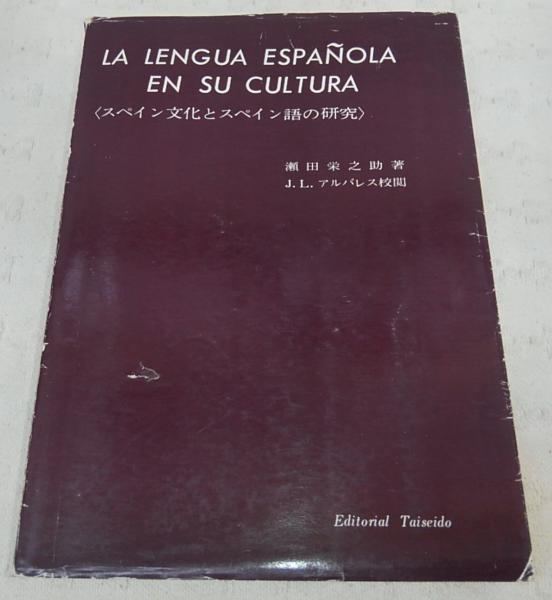 LA LENGUA ESPAÑOLA
EN SU CULTURA
〈スペイン文化とスペイン語の研究〉
瀬田栄之助著
J.L.アルバレス校閲
Editorial Taiseido